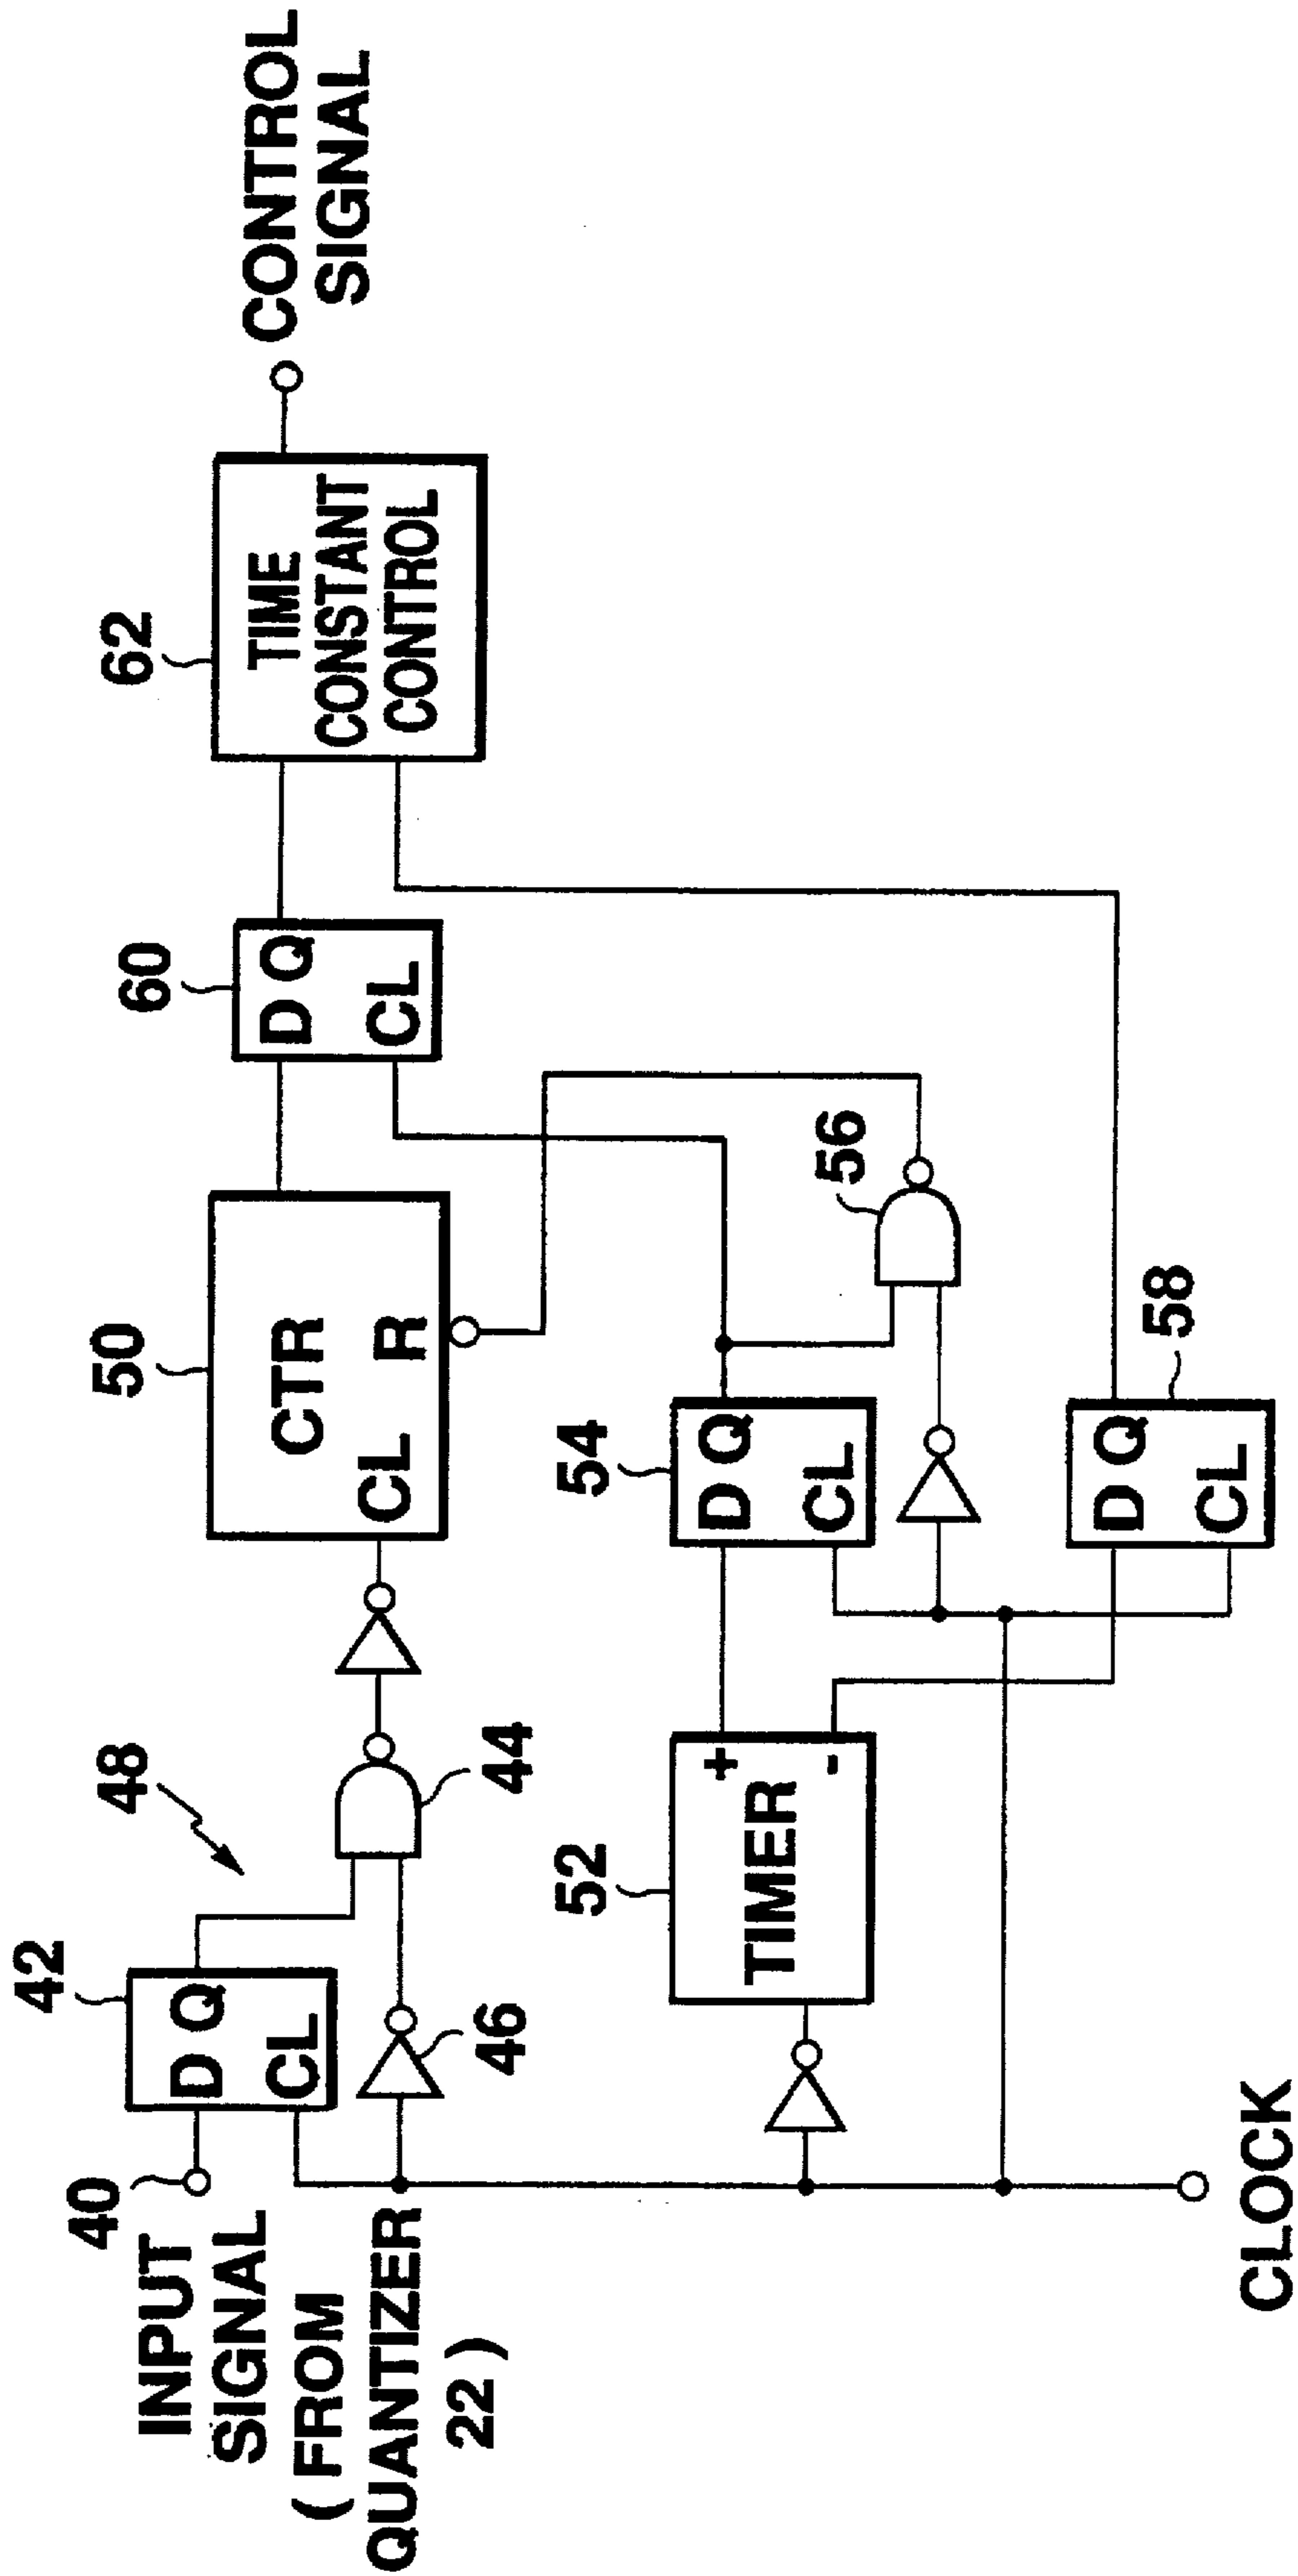 INPUT
SIGNAL
( FROM
QUANTIZER
22 )
40
42
D Q
CL
46
48
44
50
CTR
CL R
60
D Q
CL
62
TIME
CONSTANT
CONTROL
CONTROL
SIGNAL
52
TIMER
+
-
54
D Q
CL
56
58
D Q
CL
CLOCK